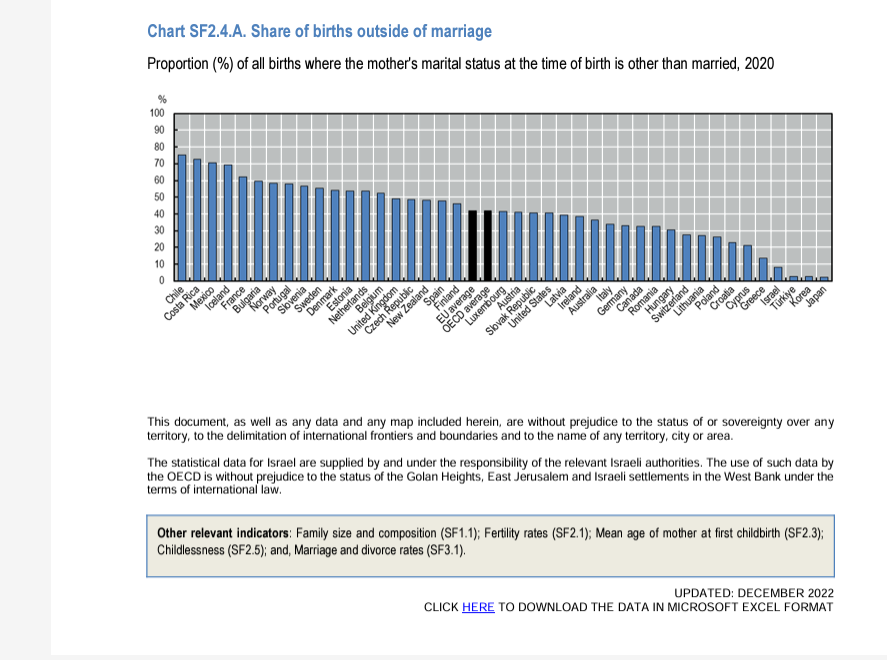 Chart SF2.4.A. Share of births outside of marriage
Proportion (%) of all births where the mother's marital status at the time of birth is other than married, 2020
%
100
90
80
70
60
50
40
30
20
10
0
Chile
Costa Rica
Mexico
Iceland
France
Bulgaria
Norway
Portugal
Slovenia
Sweden
Denmark
Estonia
Netherlands
Belgium
United Kingdom
Czech Republic
New Zealand
Spain
Finland
EU average
OECD average
Luxembourg
Austria
Slovak Republic
United States
Latvia
Ireland
Australia
Italy
Germany
Canada
Romania
Hungary
Switzerland
Lithuania
Poland
Croatia
Cyprus
Greece
Israel
Türkiye
Korea
Japan
This document, as well as any data and any map included herein, are without prejudice to the status of or sovereignty over any
territory, to the delimitation of international frontiers and boundaries and to the name of any territory, city or area.
The statistical data for Israel are supplied by and under the responsibility of the relevant Israeli authorities. The use of such data by
the OECD is without prejudice to the status of the Golan Heights, East Jerusalem and Israeli settlements in the West Bank under the
terms of international law.
Other relevant indicators: Family size and composition (SF1.1); Fertility rates (SF2.1); Mean age of mother at first childbirth (SF2.3);
Childlessness (SF2.5); and, Marriage and divorce rates (SF3.1).
UPDATED: DECEMBER 2022
CLICK HERE TO DOWNLOAD THE DATA IN MICROSOFT EXCEL FORMAT